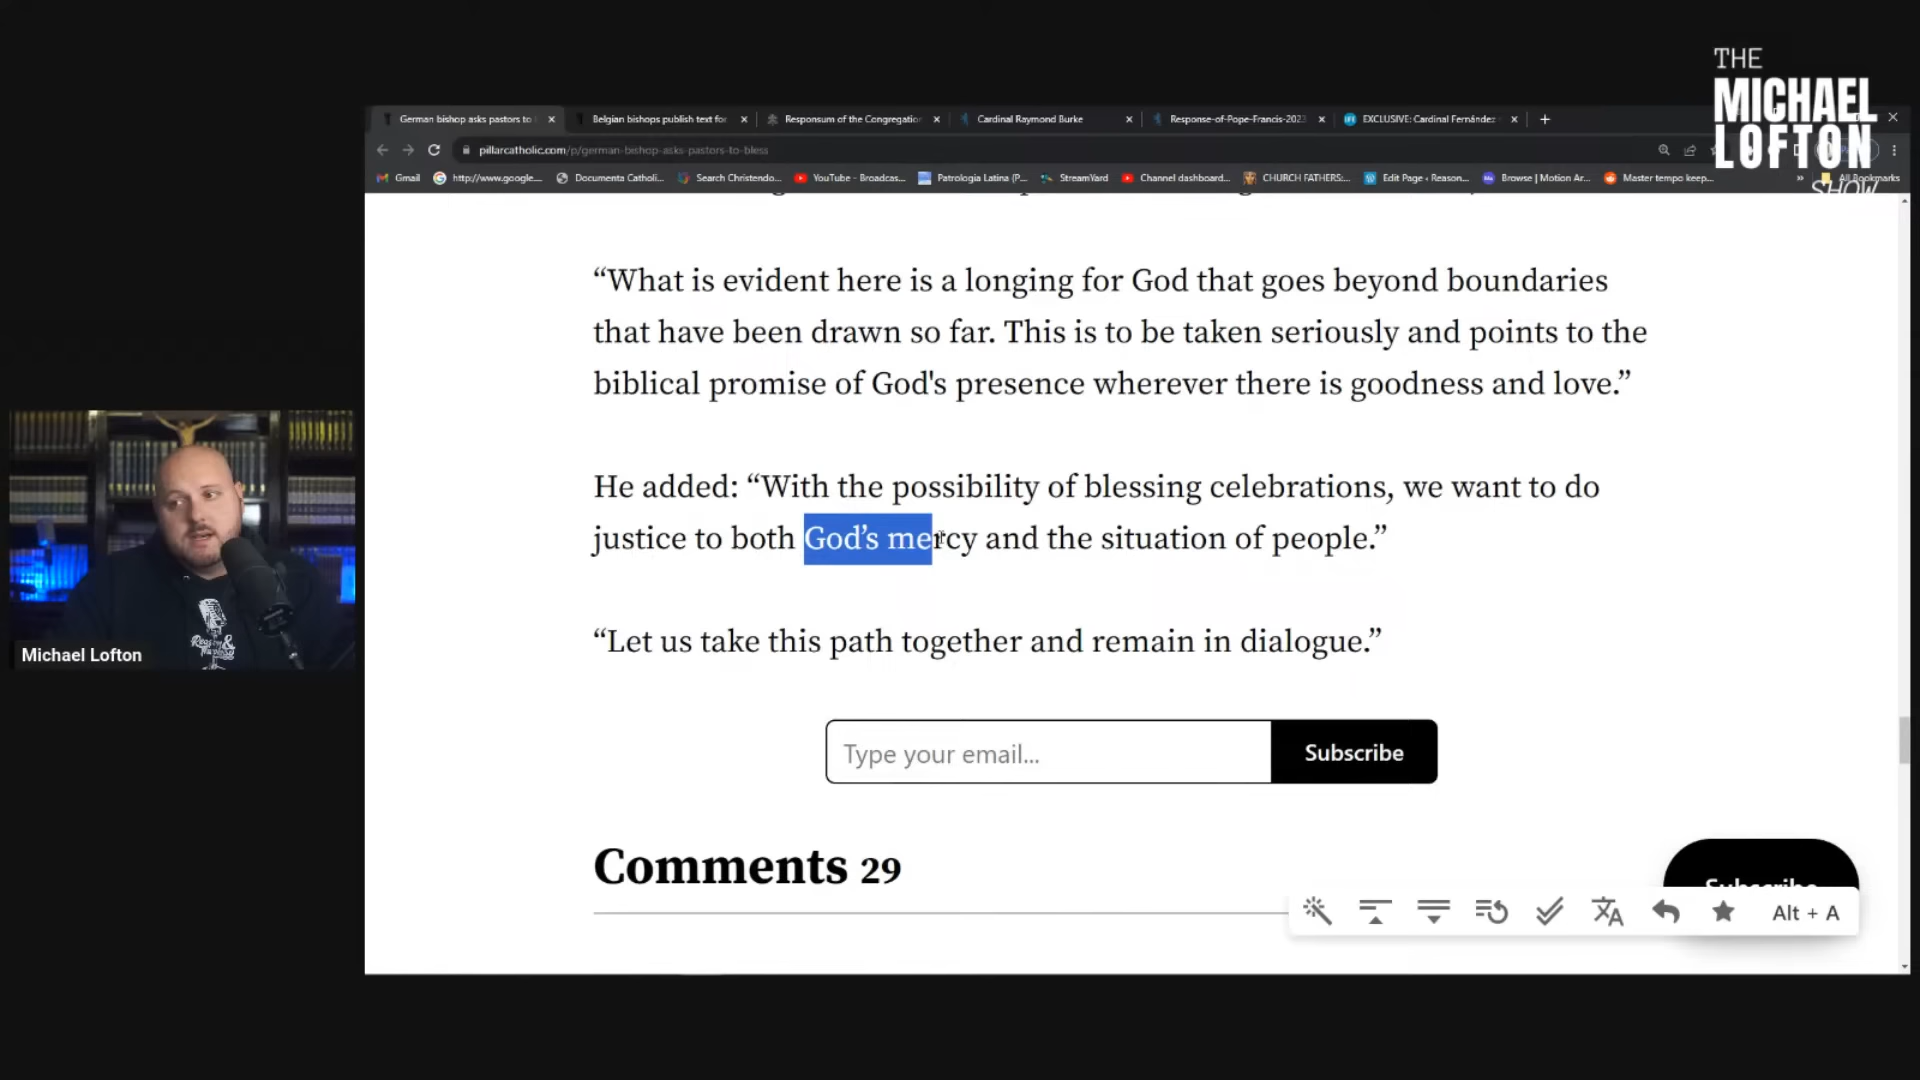 THE
MICHAEL
LOFTON
SHOW
German bishop asks pastors to
Belgian bishops publish text for
Responsum of the Congregation
Cardinal Raymond Burke
Response-of-Pope-Francis-2023
EXCLUSIVE: Cardinal Fernández
pillarcatholic.com/p/german-bishop-asks-pastors-to-bless
Gmail
http://www.google....
Documenta Catholi...
Search Christendo...
YouTube - Broadcas...
Patrologia Latina (P...
StreamYard
Channel dashboard...
CHURCH FATHERS:...
Edit Page ‹ Reason...
Browse | Motion Ar...
Master tempo keep...
»
All Bookmarks
“What is evident here is a longing for God that goes beyond boundaries
that have been drawn so far. This is to be taken seriously and points to the
biblical promise of God's presence wherever there is goodness and love.”
He added: “With the possibility of blessing celebrations, we want to do
justice to both God’s mercy and the situation of people.”
“Let us take this path together and remain in dialogue.”
Type your email...
Subscribe
Comments 29
Subscribe
Alt + A
Michael Lofton